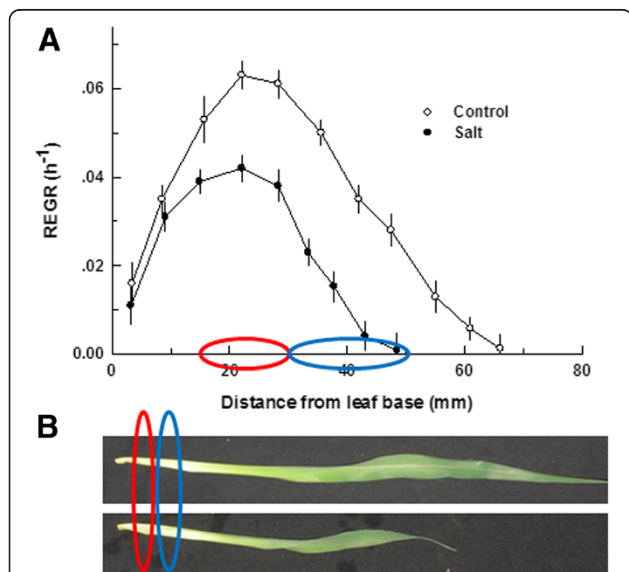 A
.06
.04
.02
0.00
REGR (h-1)
Control
Salt
0 20 40 60 80
Distance from leaf base (mm)
B